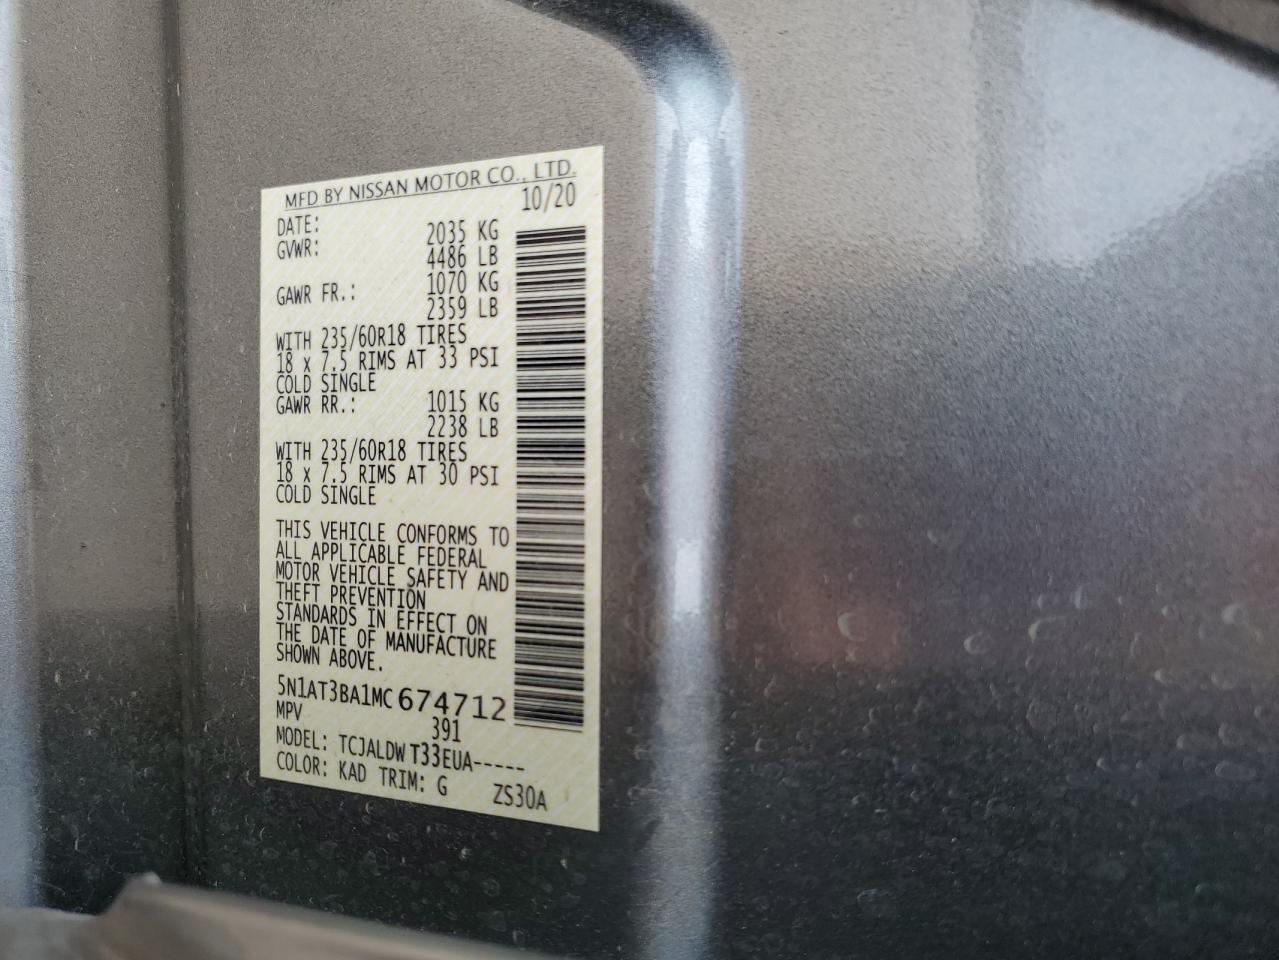 MFD BY NISSAN MOTOR CO., LTD.
DATE: 10/20
GVWR: 2035 KG
4486 LB
GAWR FR.: 1070 KG
2359 LB
WITH 235/60R18 TIRES
18 x 7.5 RIMS AT 33 PSI
COLD SINGLE
GAWR RR.: 1015 KG
2238 LB
WITH 235/60R18 TIRES
18 x 7.5 RIMS AT 30 PSI
COLD SINGLE
THIS VEHICLE CONFORMS TO
ALL APPLICABLE FEDERAL
MOTOR VEHICLE SAFETY AND
THEFT PREVENTION
STANDARDS IN EFFECT ON
THE DATE OF MANUFACTURE
SHOWN ABOVE.
5N1AT3BA1MC674712
MPV 391
MODEL: TCJALDWT33EUA-----
COLOR: KAD TRIM: G ZS30A